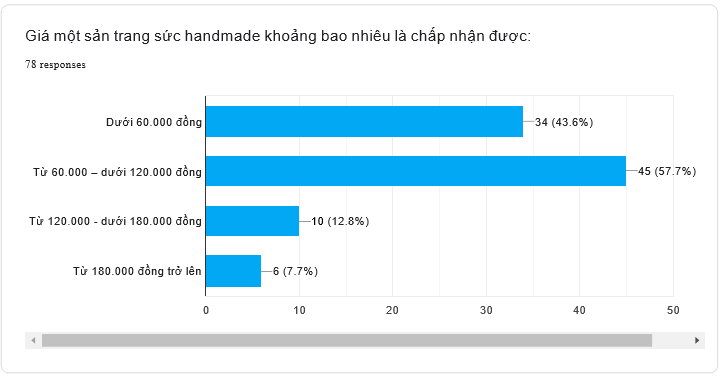 Giá một sản trang sức handmade khoảng bao nhiêu là chấp nhận được:
78 responses
Dưới 60.000 đồng
34 (43.6%)
Từ 60.000 – dưới 120.000 đồng
45 (57.7%)
Từ 120.000 - dưới 180.000 đồng
10 (12.8%)
Từ 180.000 đồng trở lên
6 (7.7%)
0 10 20 30 40 50